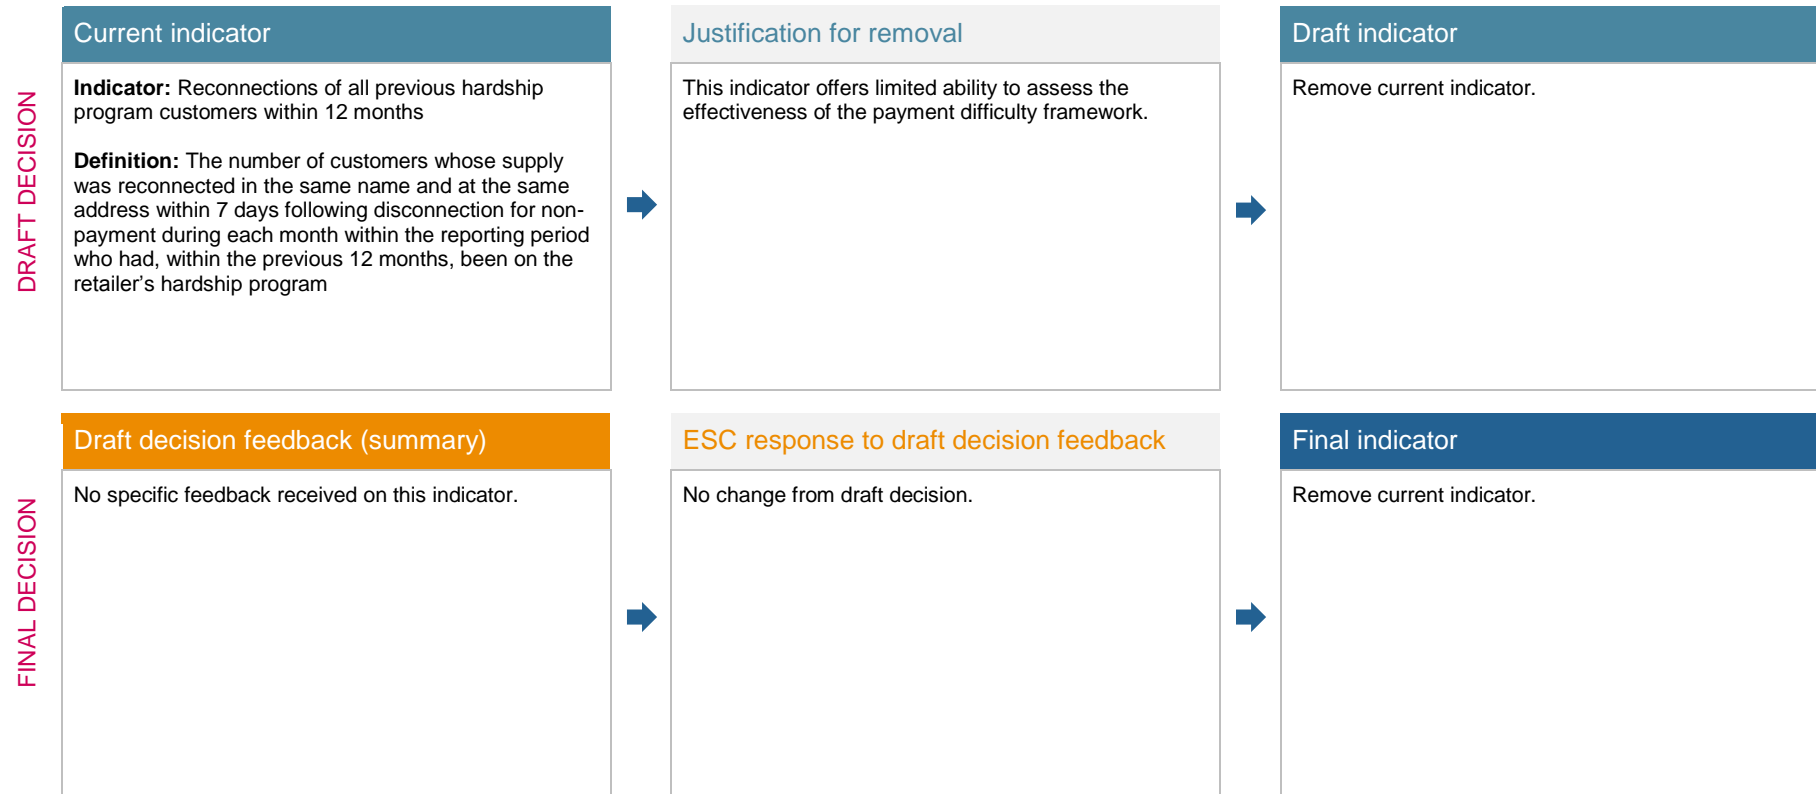 DRAFT DECISION
Current indicator
Indicator: Reconnections of all previous hardship
program customers within 12 months
Definition: The number of customers whose supply
was reconnected in the same name and at the same
address within 7 days following disconnection for non-
payment during each month within the reporting period
who had, within the previous 12 months, been on the
retailer’s hardship program
Justification for removal
This indicator offers limited ability to assess the
effectiveness of the payment difficulty framework.
Draft indicator
Remove current indicator.
FINAL DECISION
Draft decision feedback (summary)
No specific feedback received on this indicator.
ESC response to draft decision feedback
No change from draft decision.
Final indicator
Remove current indicator.